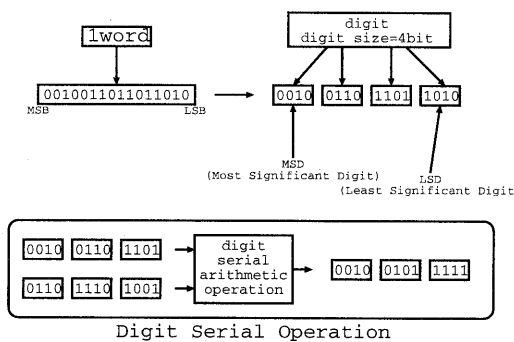 1word
digit
digit size=4bit
0010011011011010
MSB
LSB
0010 0110 1101 1010
MSD
(Most Significant Digit)
LSD
(Least Significant Digit
0010 0110 1101
0110 1110 1001
digit
serial
arithmetic
operation
0010 0101 1111
Digit Serial Operation